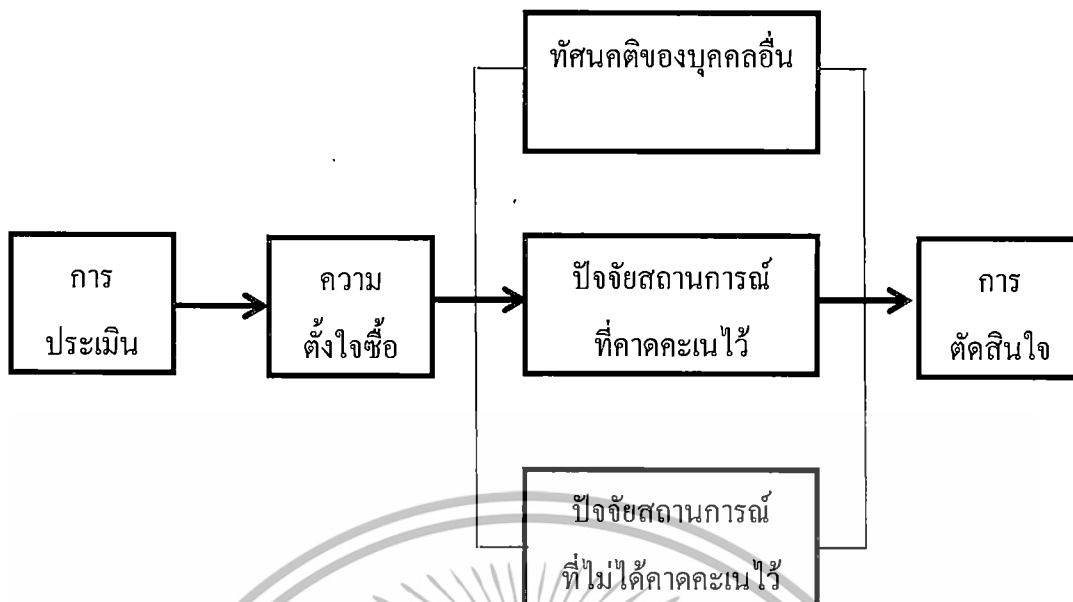 ทัศนคติของบุคคลอื่น
การ
ประเมิน
ความ
ตั้งใจซื้อ
ปัจจัยสถานการณ์
ที่คาดคะเนไว้
การ
ตัดสินใจ
ปัจจัยสถานการณ์
ที่ไม่ได้คาดคะเนไว้